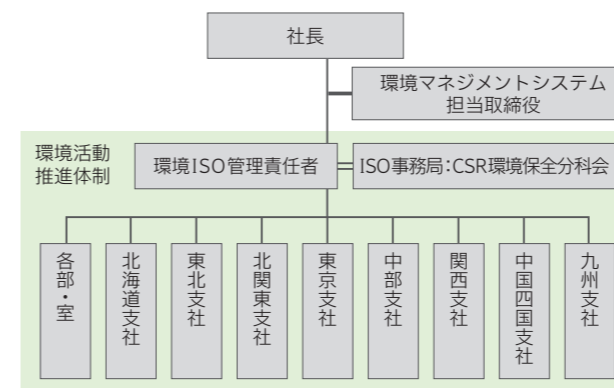 社長
環境マネジメントシステム
担当取締役
環境活動
推進体制
環境ISO管理責任者
ISO事務局:CSR環境保全分科会
各部・室
北海道支社
東北支社
北関東支社
東京支社
中部支社
関西支社
中国四国支社
九州支社